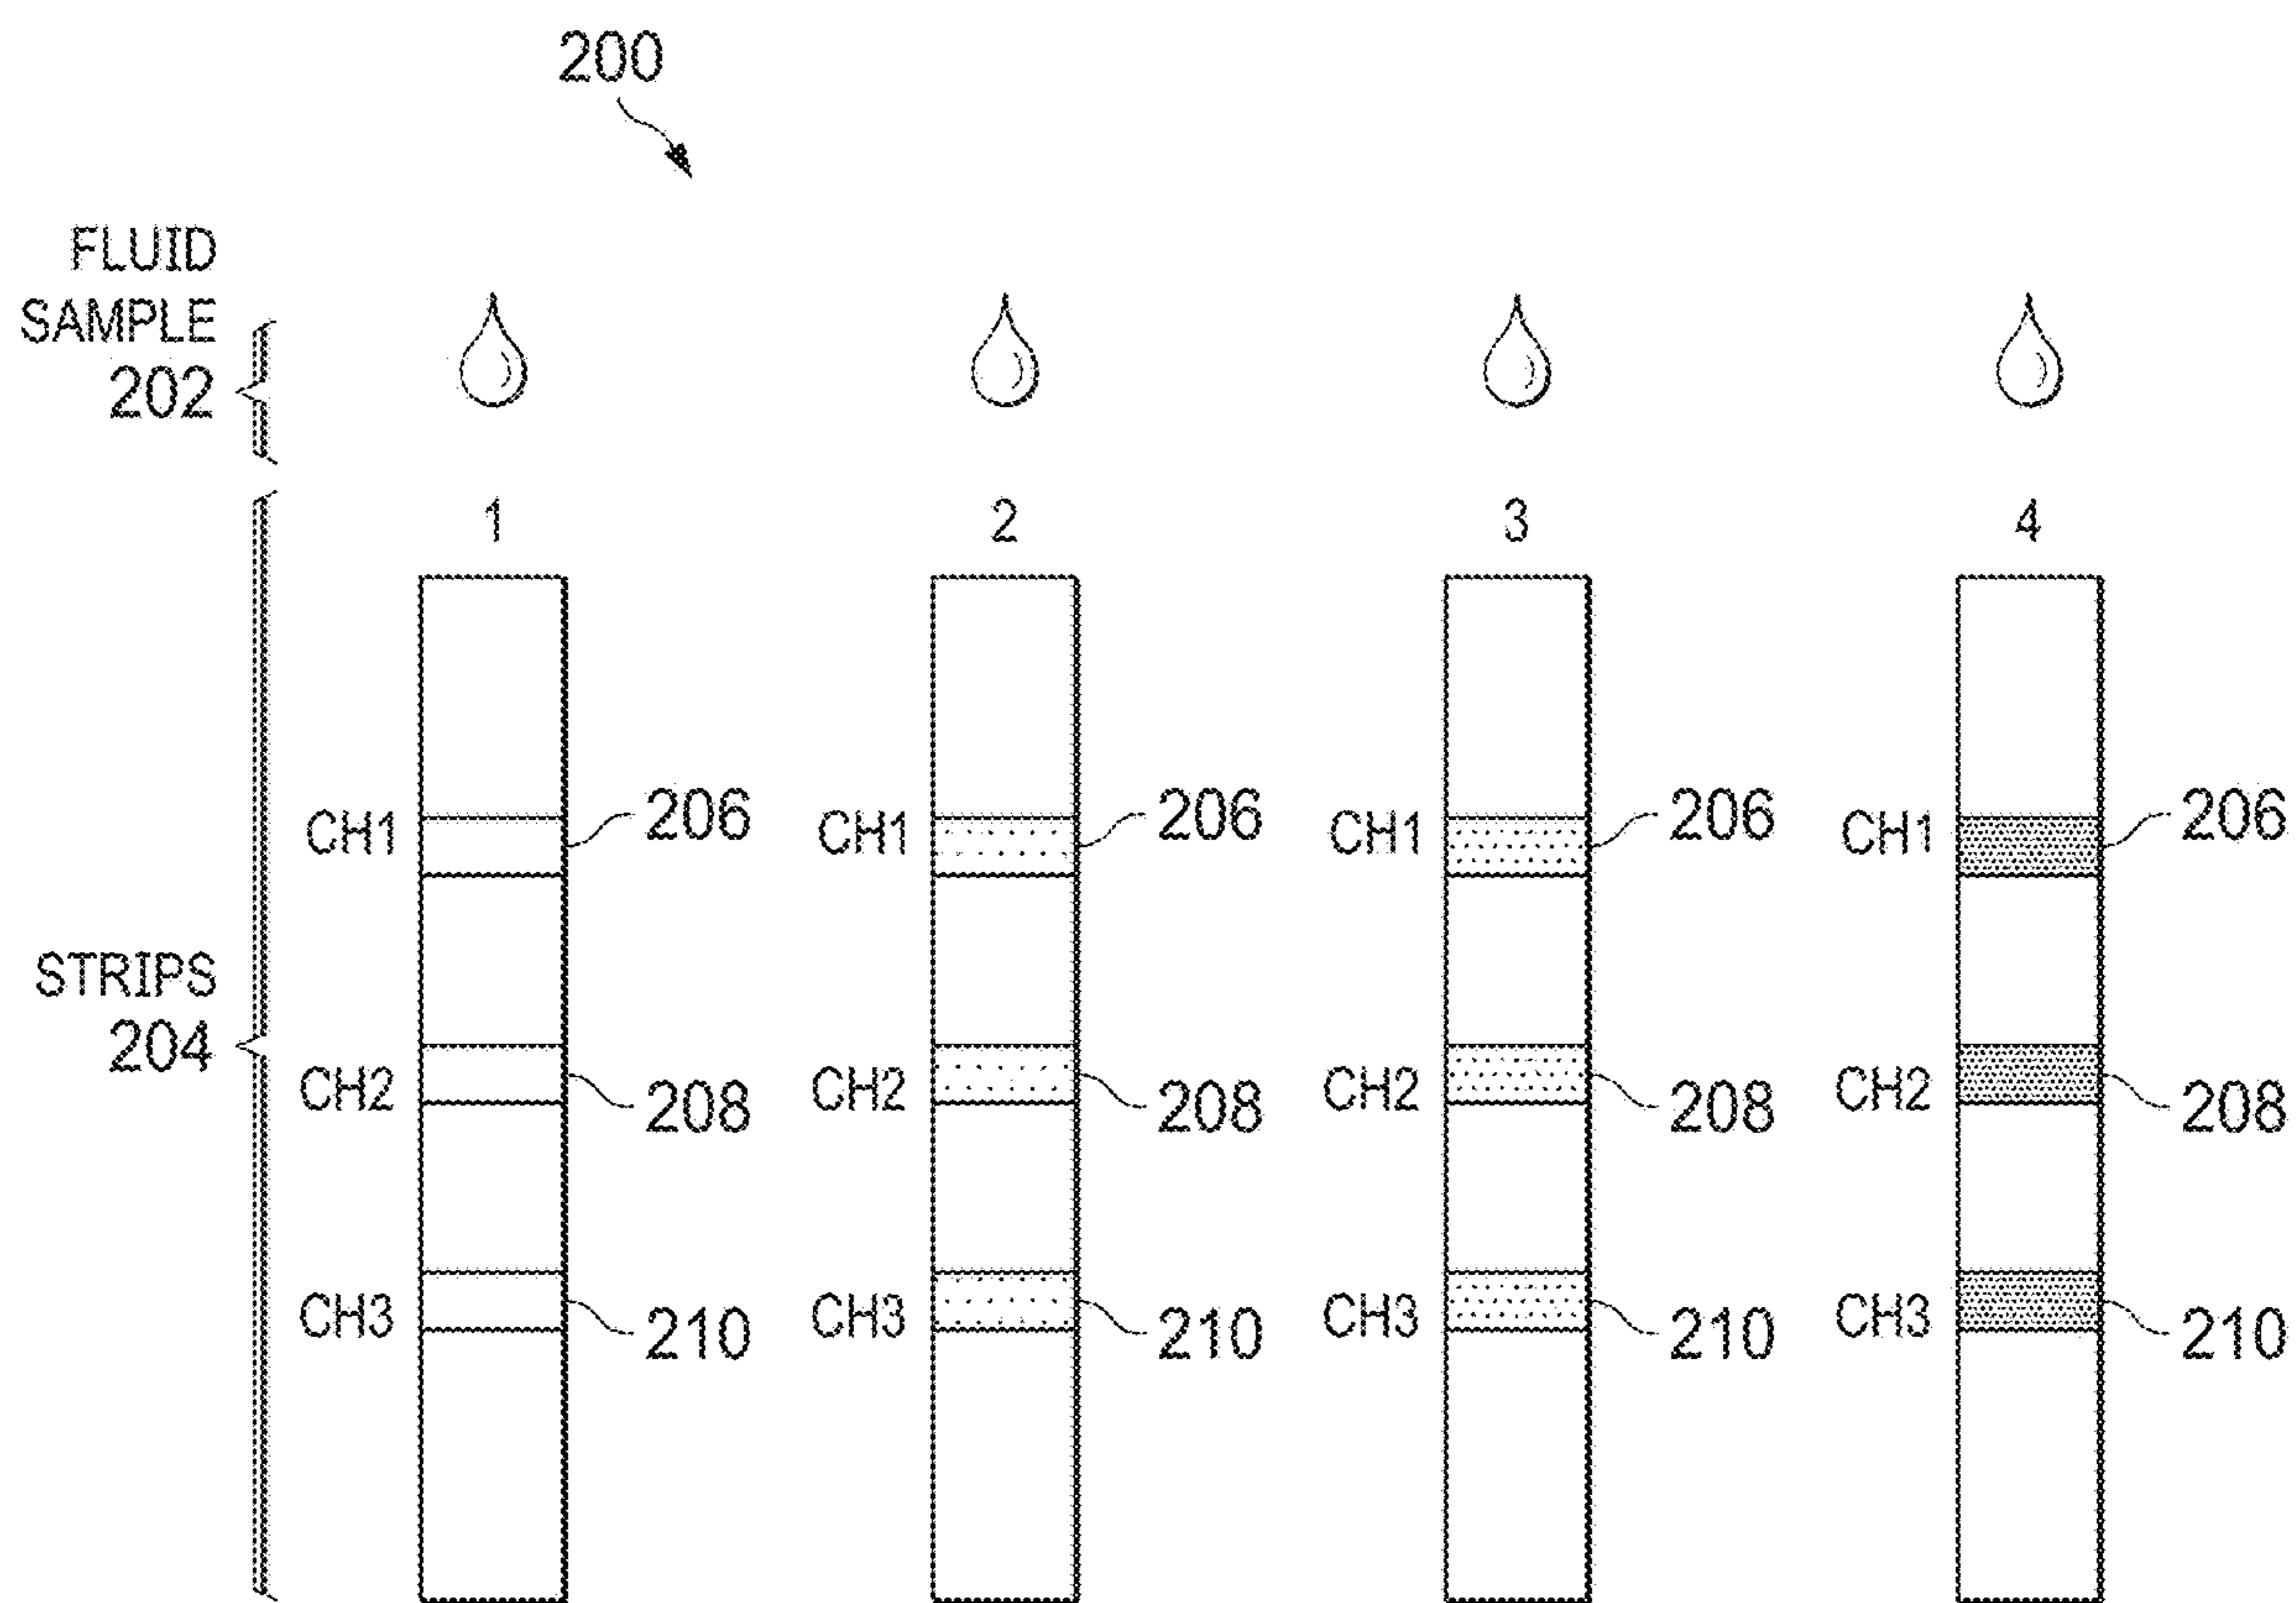 200
FLUID
SAMPLE
202
1 2 3 4
CH1 206 CH1 206 CH1 206 CH1 206
STRIPS
204
CH2 208 CH2 208 CH2 208 CH2 208
CH3 210 CH3 210 CH3 210 CH3 210